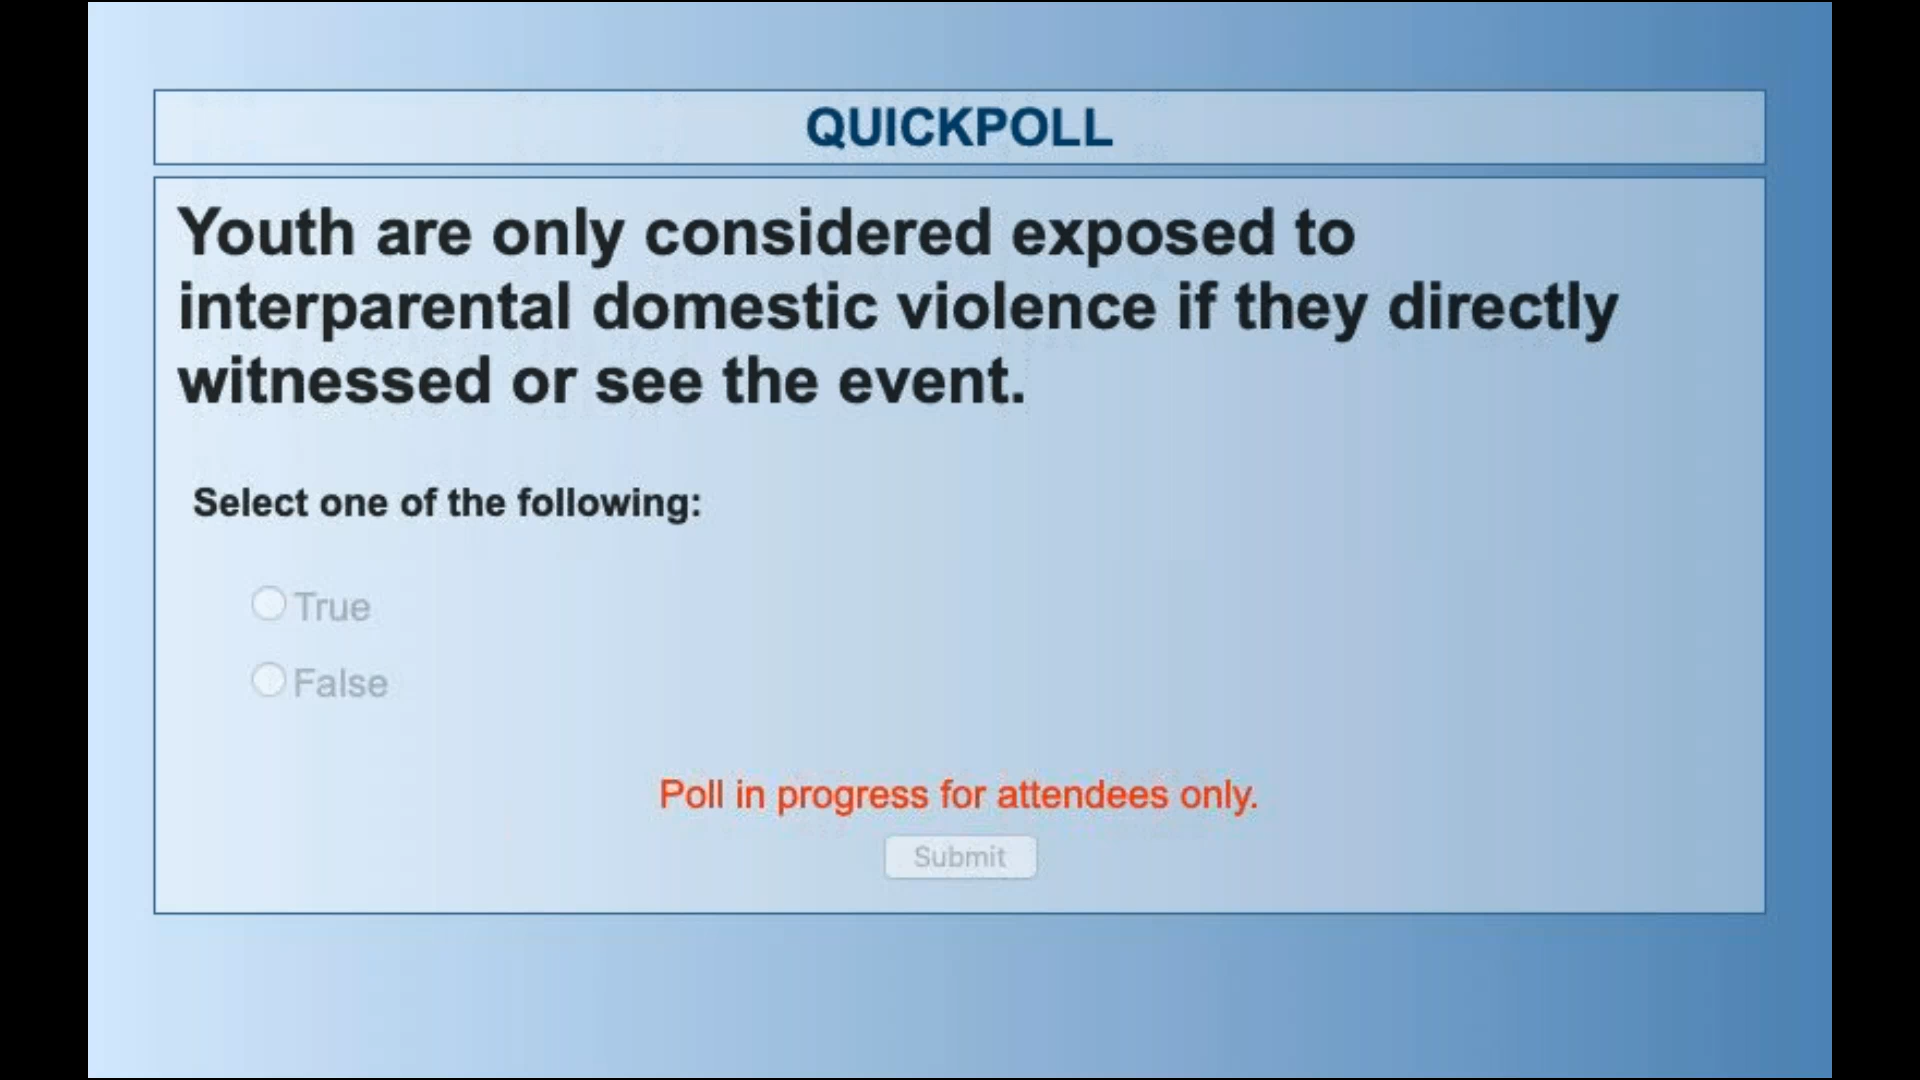 QUICKPOLL
Youth are only considered exposed to
interparental domestic violence if they directly
witnessed or see the event.
Select one of the following:
True
False
Poll in progress for attendees only.
Submit